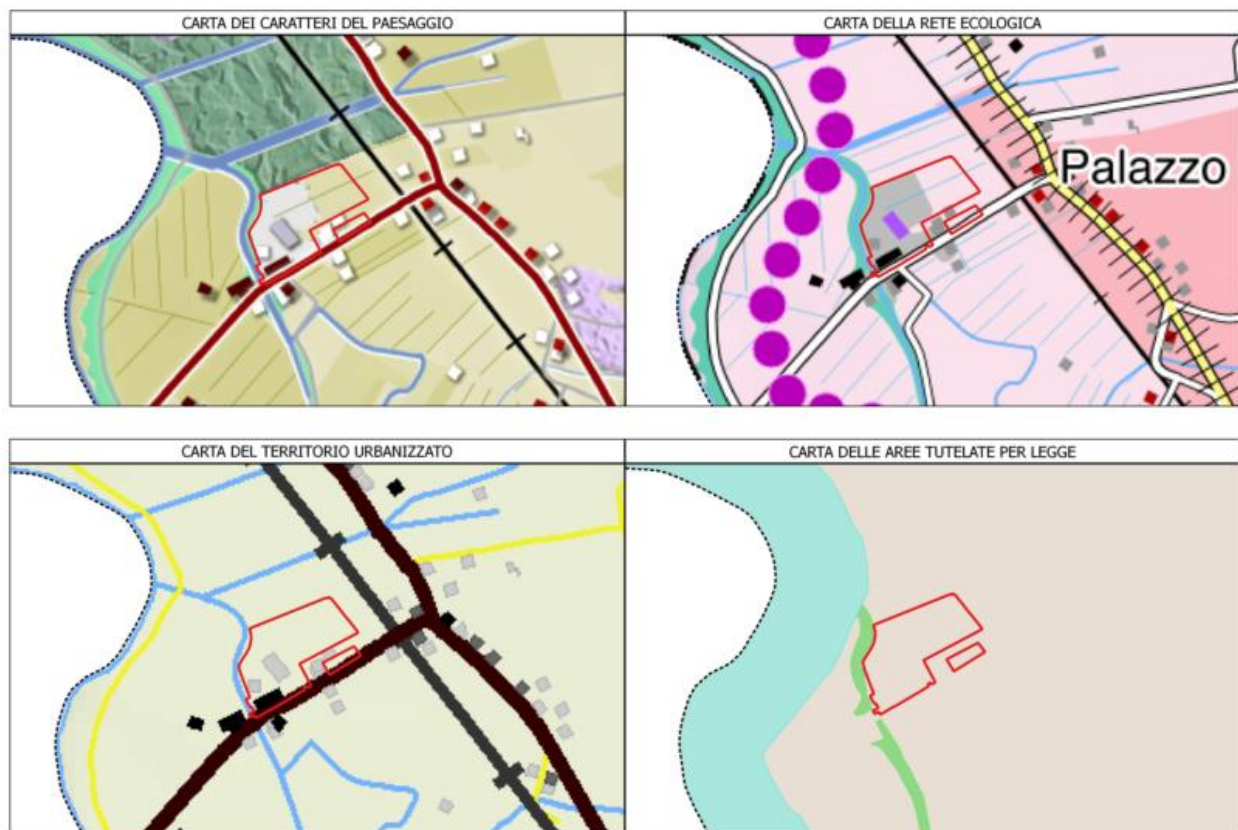 CARTA DEI CARATTERI DEL PAESAGGIO
CARTA DELLA RETE ECOLOGICA
Palazzo
CARTA DEL TERRITORIO URBANIZZATO
CARTA DELLE AREE TUTELATE PER LEGGE